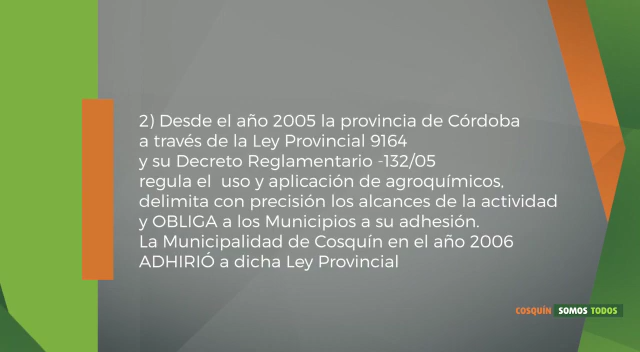 2) Desde el año 2005 la provincia de Córdoba
a través de la Ley Provincial 9164
y su Decreto Reglamentario -132/05
regula el uso y aplicación de agroquímicos,
delimita con precisión los alcances de la actividad
y OBLIGA a los Municipios a su adhesión.
La Municipalidad de Cosquín en el año 2006
ADHIRIÓ a dicha Ley Provincial
COSQUÍN SOMOS TODOS